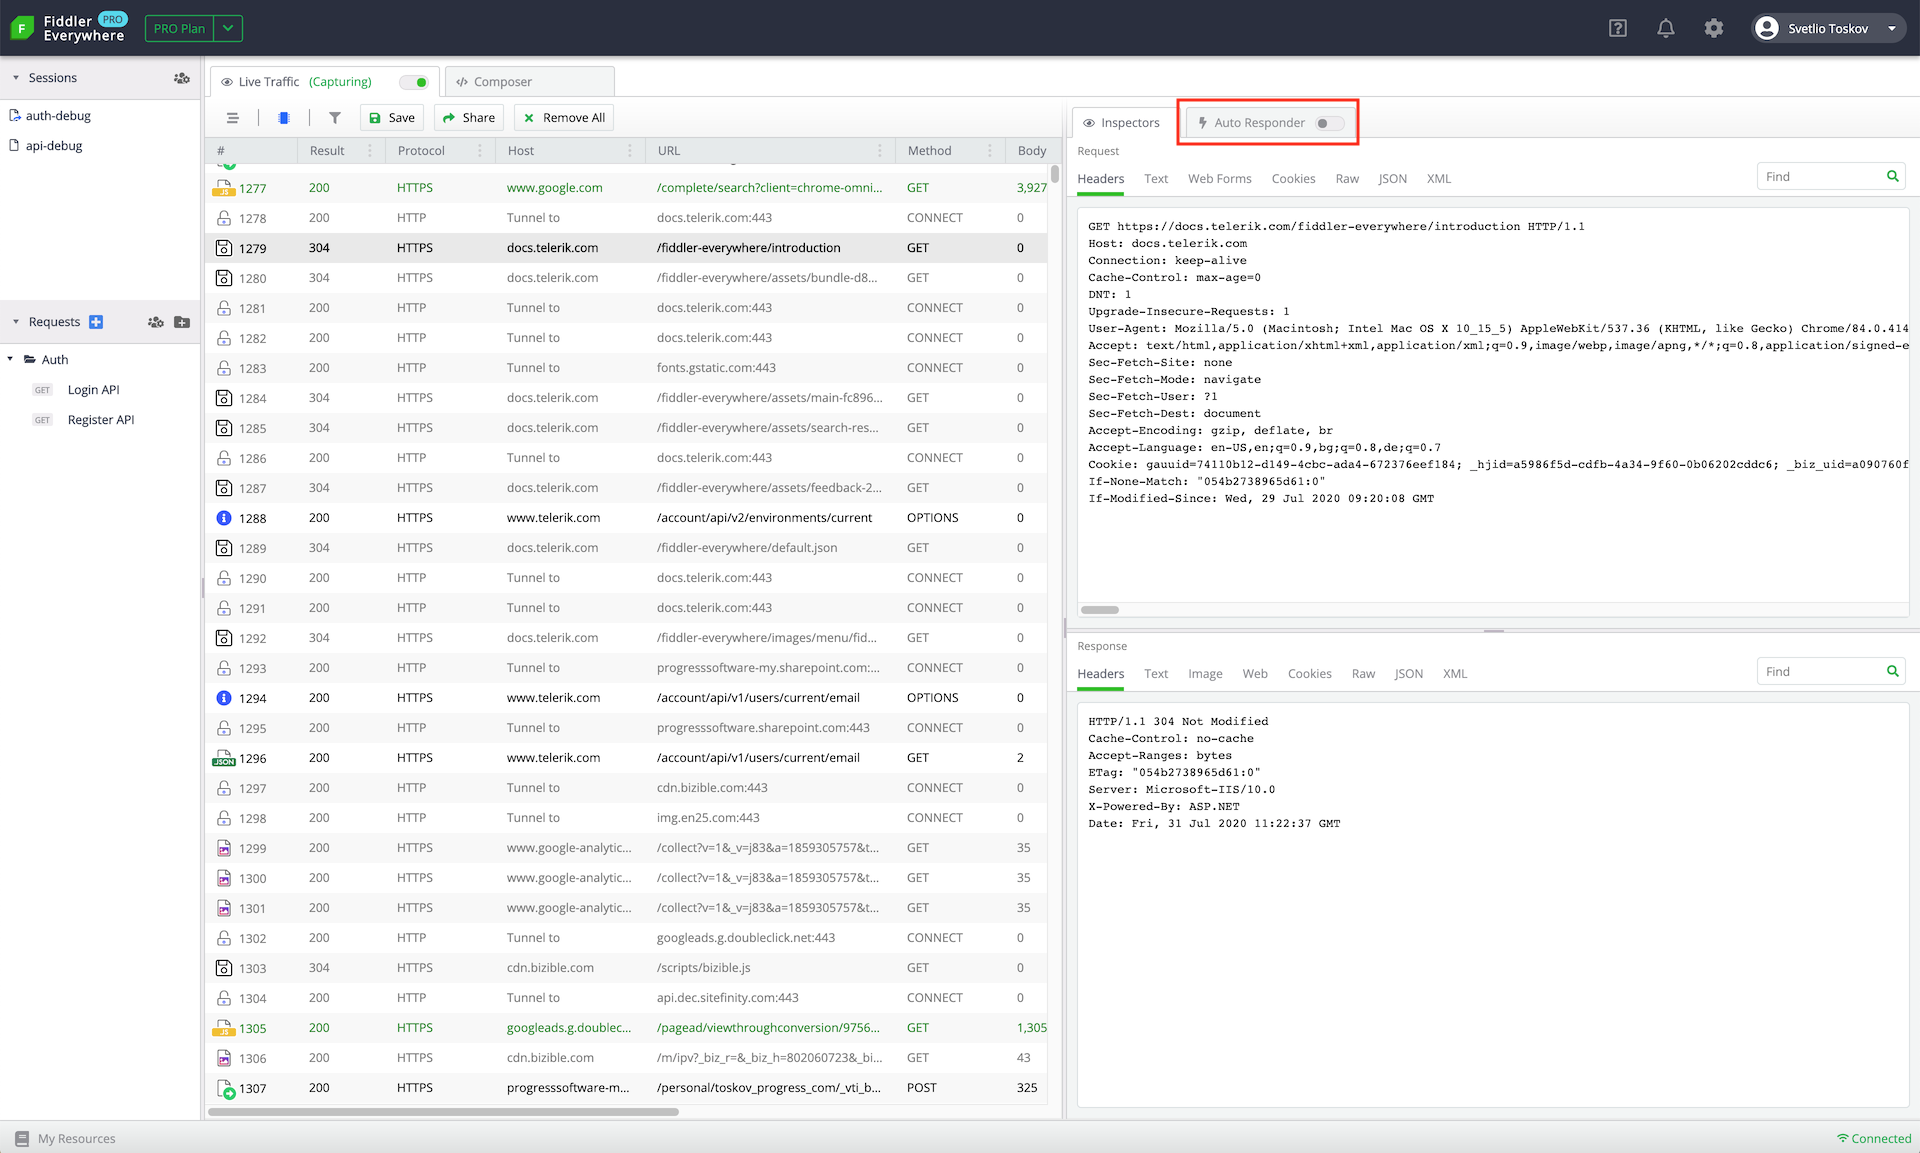 Fiddler PRO
Everywhere
PRO Plan
Svetlio Toskov
Sessions
auth-debug
api-debug
Requests
Auth
GET Login API
GET Register API
Live Traffic (Capturing)
Composer
Save Share Remove All
# Result Protocol Host URL Method Body
1277 200 HTTPS www.google.com /complete/search?client=chrome-omni... GET 3,927
1278 200 HTTP Tunnel to docs.telerik.com:443 CONNECT 0
1279 304 HTTPS docs.telerik.com /fiddler-everywhere/introduction GET 0
1280 304 HTTPS docs.telerik.com /fiddler-everywhere/assets/bundle-d8... GET 0
1281 200 HTTP Tunnel to docs.telerik.com:443 CONNECT 0
1282 200 HTTP Tunnel to docs.telerik.com:443 CONNECT 0
1283 200 HTTP Tunnel to fonts.gstatic.com:443 CONNECT 0
1284 304 HTTPS docs.telerik.com /fiddler-everywhere/assets/main-fc896... GET 0
1285 304 HTTPS docs.telerik.com /fiddler-everywhere/assets/search-res... GET 0
1286 200 HTTP Tunnel to docs.telerik.com:443 CONNECT 0
1287 304 HTTPS docs.telerik.com /fiddler-everywhere/assets/feedback-2... GET 0
1288 200 HTTPS www.telerik.com /account/api/v2/environments/current OPTIONS 0
1289 304 HTTPS docs.telerik.com /fiddler-everywhere/default.json GET 0
1290 200 HTTP Tunnel to docs.telerik.com:443 CONNECT 0
1291 200 HTTP Tunnel to docs.telerik.com:443 CONNECT 0
1292 304 HTTPS docs.telerik.com /fiddler-everywhere/images/menu/fid... GET 0
1293 200 HTTP Tunnel to progresssoftware-my.sharepoint.com:... CONNECT 0
1294 200 HTTPS www.telerik.com /account/api/v1/users/current/email OPTIONS 0
1295 200 HTTP Tunnel to progresssoftware.sharepoint.com:443 CONNECT 0
1296 200 HTTPS www.telerik.com /account/api/v1/users/current/email GET 2
1297 200 HTTP Tunnel to cdn.bizible.com:443 CONNECT 0
1298 200 HTTP Tunnel to img.en25.com:443 CONNECT 0
1299 200 HTTPS www.google-analytic... /collect?v=1&_v=j83&a=1859305757&t... GET 35
1300 200 HTTPS www.google-analytic... /collect?v=1&_v=j83&a=1859305757&t... GET 35
1301 200 HTTPS www.google-analytic... /collect?v=1&_v=j83&a=1859305757&t... GET 35
1302 200 HTTP Tunnel to googleads.g.doubleclick.net:443 CONNECT 0
1303 304 HTTPS cdn.bizible.com /scripts/bizible.js GET 0
1304 200 HTTP Tunnel to api.dec.sitefinity.com:443 CONNECT 0
1305 200 HTTPS googleads.g.doublec... /pagead/viewthroughconversion/9756... GET 1,305
1306 200 HTTPS cdn.bizible.com /m/ipv?_biz_r=&_biz_h=802060723&_bi... GET 43
1307 200 HTTPS progresssoftware-m... /personal/toskov_progress_com/_vti_b... POST 325
Inspectors
Auto Responder
Request
Headers Text Web Forms Cookies Raw JSON XML
Find
GET https://docs.telerik.com/fiddler-everywhere/introduction HTTP/1.1
Host: docs.telerik.com
Connection: keep-alive
Cache-Control: max-age=0
DNT: 1
Upgrade-Insecure-Requests: 1
User-Agent: Mozilla/5.0 (Macintosh; Intel Mac OS X 10_15_5) AppleWebKit/537.36 (KHTML, like Gecko) Chrome/84.0.414
Accept: text/html,application/xhtml+xml,application/xml;q=0.9,image/webp,image/apng,*/*;q=0.8,application/signed-e
Sec-Fetch-Site: none
Sec-Fetch-Mode: navigate
Sec-Fetch-User: ?1
Sec-Fetch-Dest: document
Accept-Encoding: gzip, deflate, br
Accept-Language: en-US,en;q=0.9,bg;q=0.8,de;q=0.7
Cookie: gauuid=74110b12-d149-4cbc-ada4-672376eef184; _hjid=a5986f5d-cdfb-4a34-9f60-0b06202cddc6; _biz_uid=a090760f
If-None-Match: "054b2738965d61:0"
If-Modified-Since: Wed, 29 Jul 2020 09:20:08 GMT
Response
Headers Text Image Web Cookies Raw JSON XML
Find
HTTP/1.1 304 Not Modified
Cache-Control: no-cache
Accept-Ranges: bytes
ETag: "054b2738965d61:0"
Server: Microsoft-IIS/10.0
X-Powered-By: ASP.NET
Date: Fri, 31 Jul 2020 11:22:37 GMT
My Resources
Connected